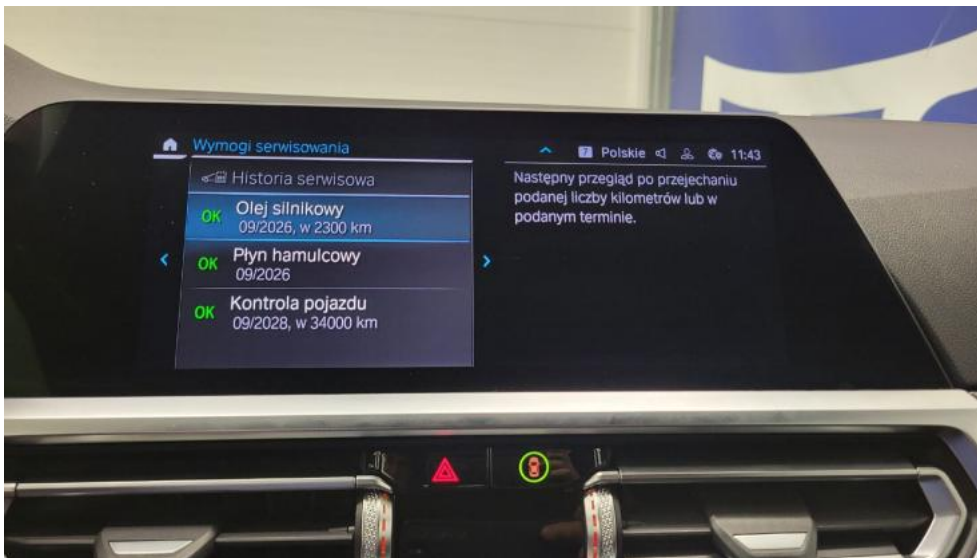 Wymogi serwisowania
7 Polskie 11:43
Historia serwisowa
OK Olej silnikowy
09/2026, w 2300 km
OK Płyn hamulcowy
09/2026
OK Kontrola pojazdu
09/2028, w 34000 km
Następny przegląd po przejechaniu
podanej liczby kilometrów lub w
podanym terminie.